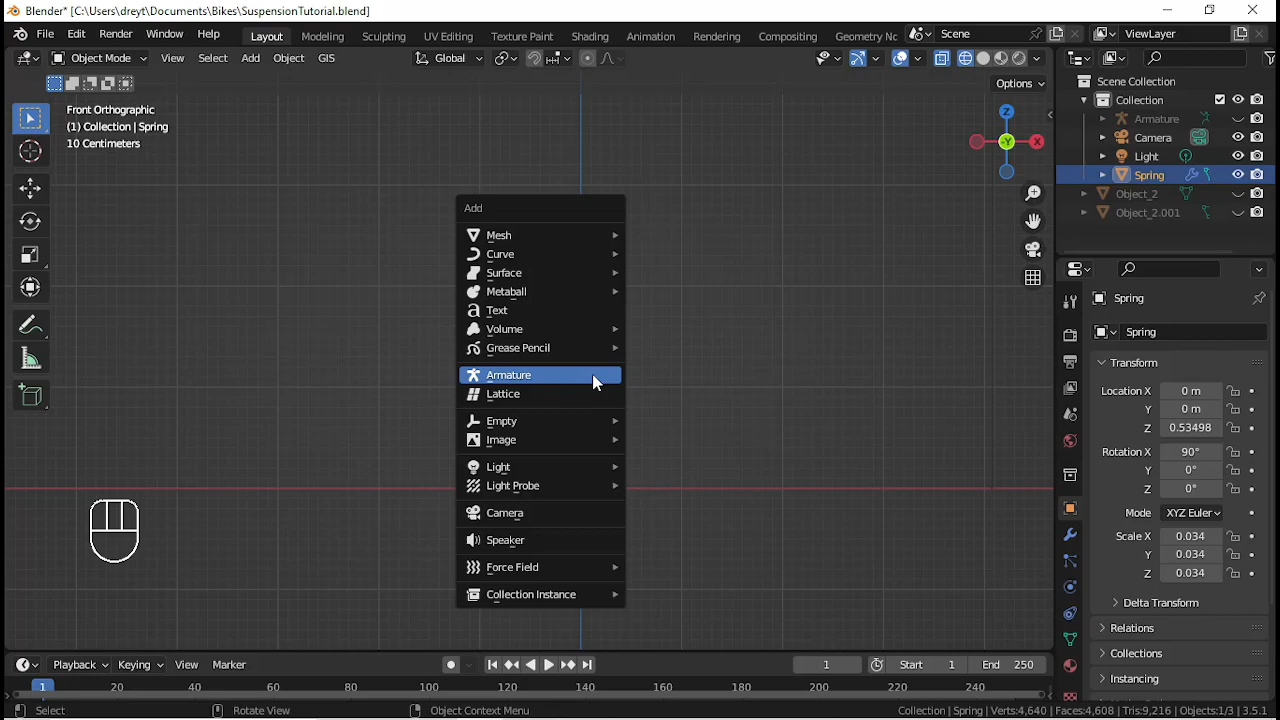 Blender* [C:\Users\dreyt\Documents\Bikes\SuspensionTutorial.blend]
File Edit Render Window Help Layout Modeling Sculpting UV Editing Texture Paint Shading Animation Rendering Compositing Geometry Nc Scene ViewLayer
Object Mode View Select Add Object GIS Global
Options
Front Orthographic
(1) Collection | Spring
10 Centimeters
Z
-Y
X
Add
Mesh
Curve
Surface
Metaball
Text
Volume
Grease Pencil
Armature
Lattice
Empty
Image
Light
Light Probe
Camera
Speaker
Force Field
Collection Instance
Scene Collection
Collection
Armature
Camera
Light
Spring
Object_2
Object_2.001
Spring
Spring
Transform
Location X 0 m
Y 0 m
Z 0.53498
Rotation X 90°
Y 0°
Z 0°
Mode XYZ Euler
Scale X 0.034
Y 0.034
Z 0.034
Delta Transform
Relations
Collections
Instancing
Playback Keying View Marker 1 Start 1 End 250
1 20 40 60 80 100 120 140 160 180 200 220 240
Select Rotate View Object Context Menu Collection | Spring | Verts:4,640 | Faces:4,608 | Tris:9,216 | Objects:1/3 | 3.5.1